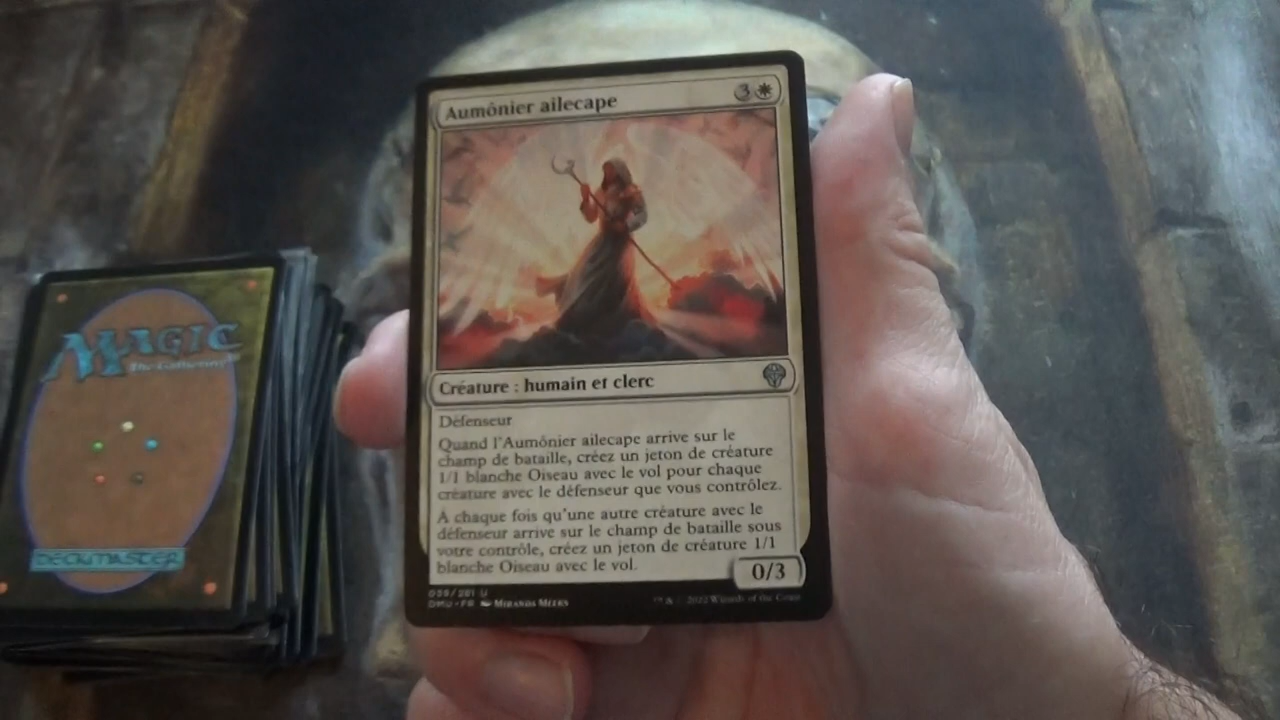 Aumônier ailecape
3
Créature : humain et clerc
Défenseur
Quand l'Aumônier ailecape arrive sur le
champ de bataille, créez un jeton de créature
1/1 blanche Oiseau avec le vol pour chaque
créature avec le défenseur que vous contrôlez.
À chaque fois qu'une autre créature avec le
défenseur arrive sur le champ de bataille sous
votre contrôle, créez un jeton de créature 1/1
blanche Oiseau avec le vol.
0/3
/281 U
DMU • FR Miranda Meeks
2022 Wizards of the Coast
MAGIC
The Gathering
DECKMASTER